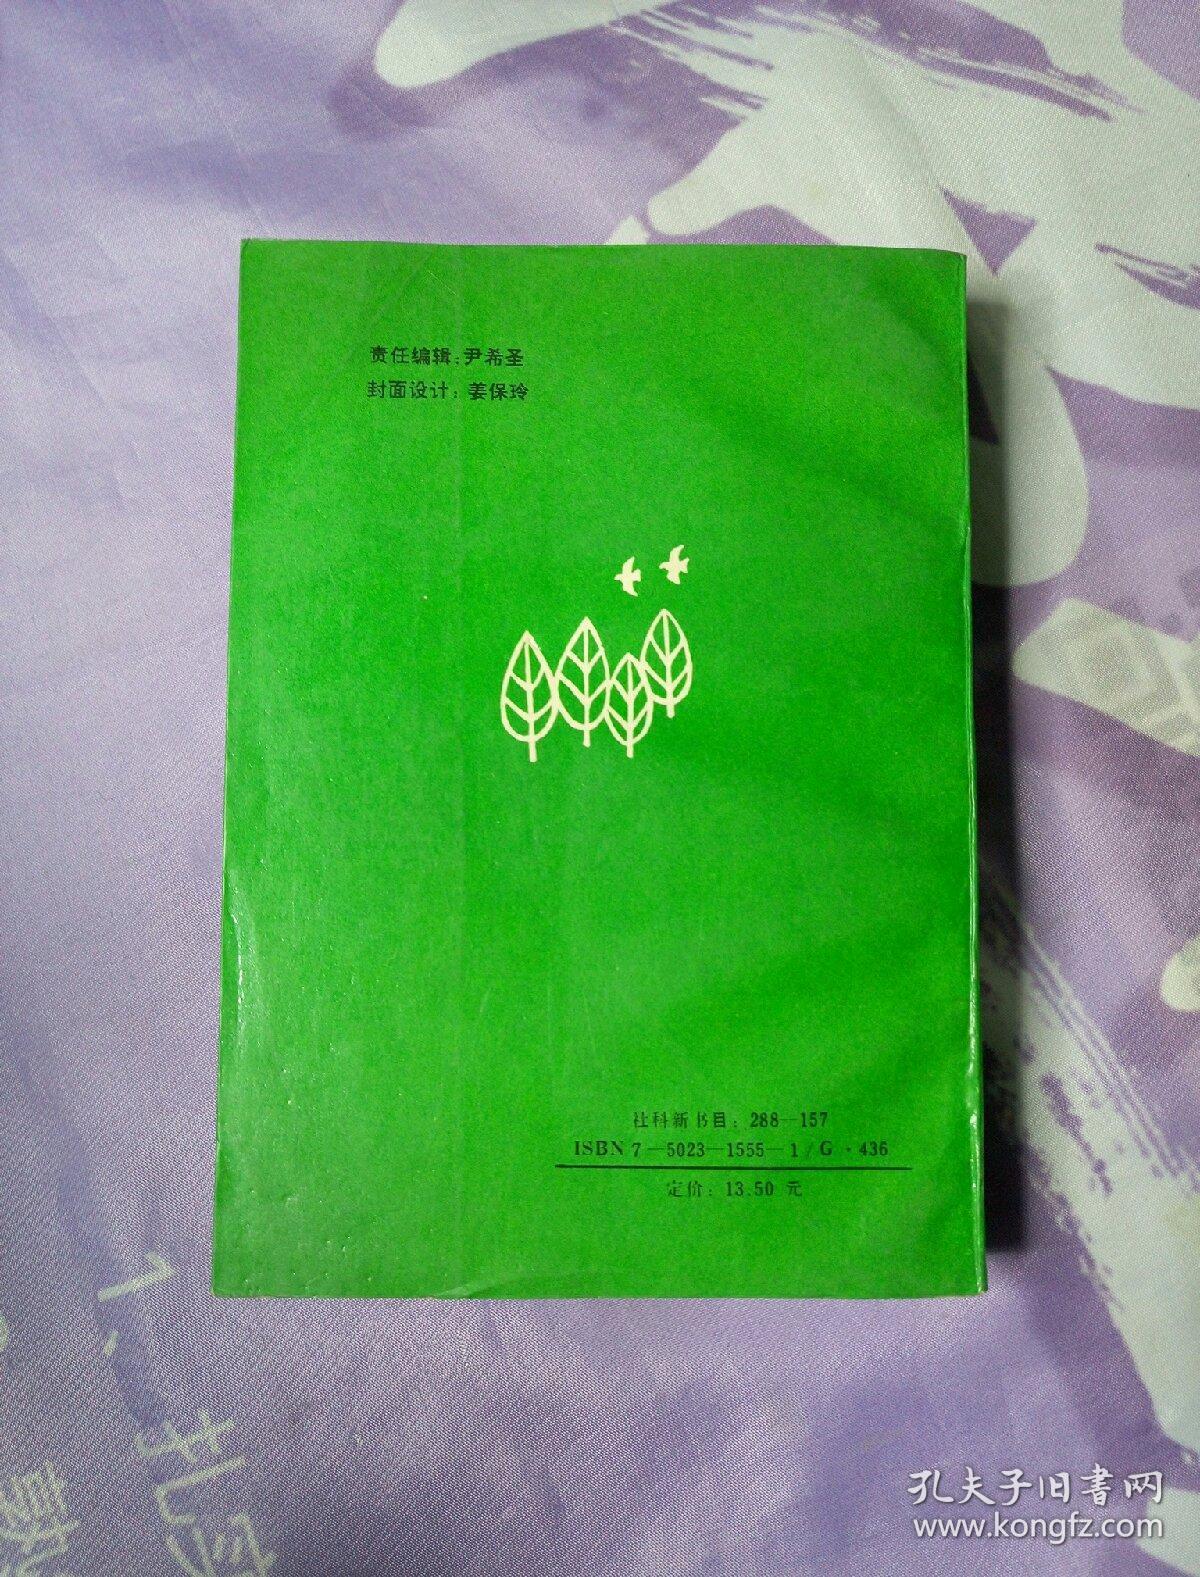 责任编辑：尹希圣
封面设计：姜保玲
社科新书目：288—157
ISBN 7—5023—1555—1／G·436
定价：13.50 元
孔夫子旧书网
www.kongfz.com